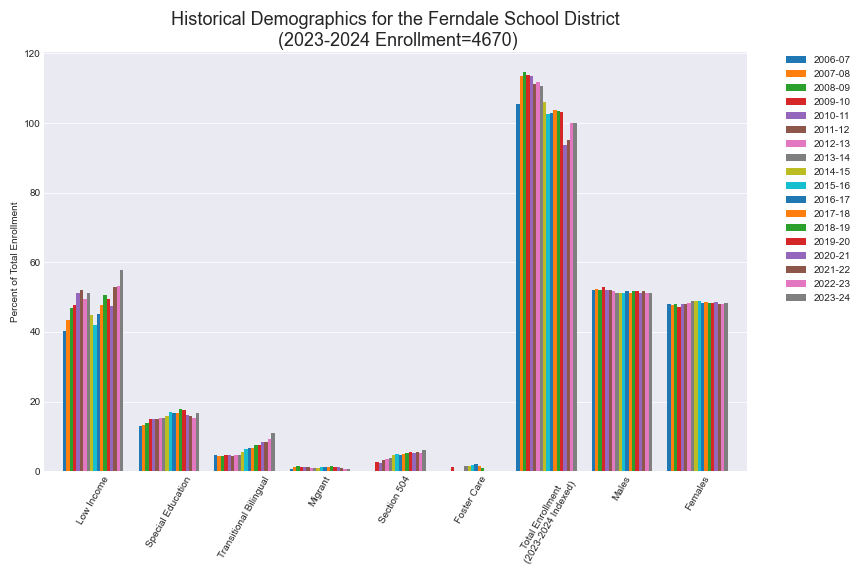 Historical Demographics for the Ferndale School District
(2023-2024 Enrollment=4670)
Percent of Total Enrollment
120
100
80
60
40
20
0
Low Income
Special Education
Transitional Bilingual
Migrant
Section 504
Foster Care
Total Enrollment
(2023-2024 Indexed)
Males
Females
2006-07
2007-08
2008-09
2009-10
2010-11
2011-12
2012-13
2013-14
2014-15
2015-16
2016-17
2017-18
2018-19
2019-20
2020-21
2021-22
2022-23
2023-24